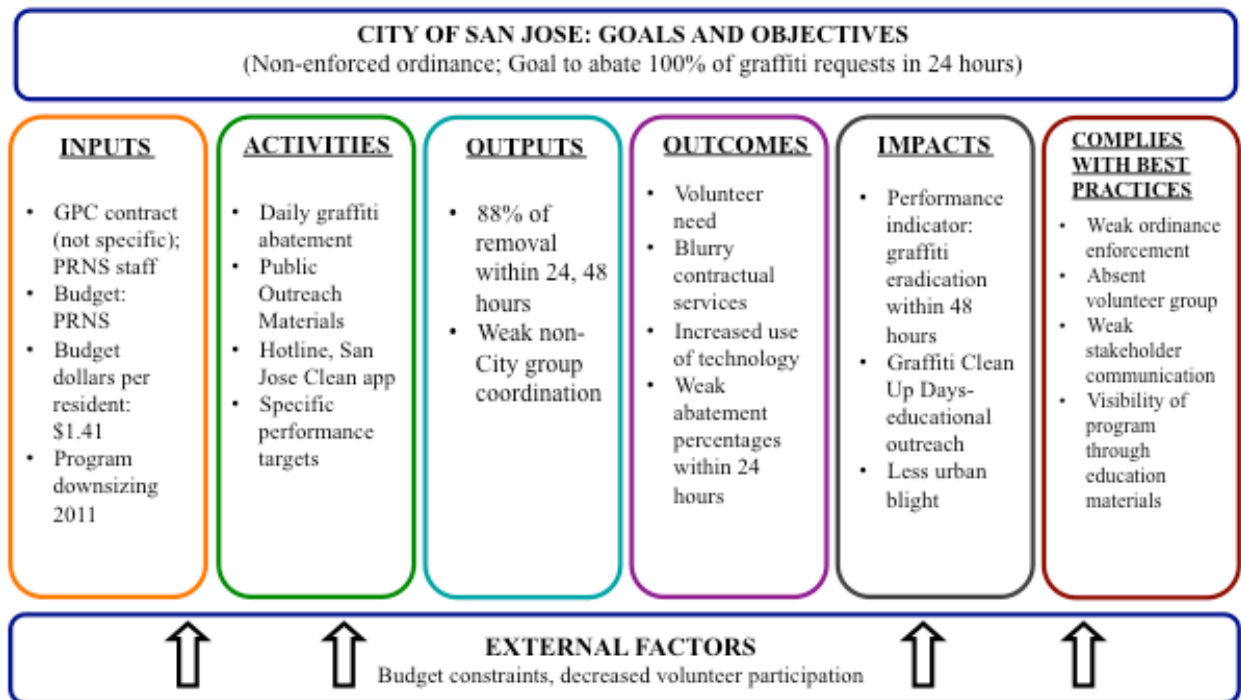 CITY OF SAN JOSE: GOALS AND OBJECTIVES
(Non-enforced ordinance; Goal to abate 100% of graffiti requests in 24 hours)
INPUTS
• GPC contract
(not specific);
PRNS staff
• Budget:
PRNS
• Budget
dollars per
resident:
$1.41
• Program
downsizing
2011
ACTIVITIES
• Daily graffiti
abatement
• Public
Outreach
Materials
• Hotline, San
Jose Clean app
• Specific
performance
targets
OUTPUTS
• 88% of
removal
within 24, 48
hours
• Weak non-
City group
coordination
OUTCOMES
• Volunteer
need
• Blurry
contractual
services
• Increased use
of technology
• Weak
abatement
percentages
within 24
hours
IMPACTS
• Performance
indicator:
graffiti
eradication
within 48
hours
• Graffiti Clean
Up Days-
educational
outreach
• Less urban
blight
COMPLIES
WITH BEST
PRACTICES
• Weak ordinance
enforcement
• Absent
volunteer group
• Weak
stakeholder
communication
• Visibility of
program
through
education
materials
EXTERNAL FACTORS
Budget constraints, decreased volunteer participation